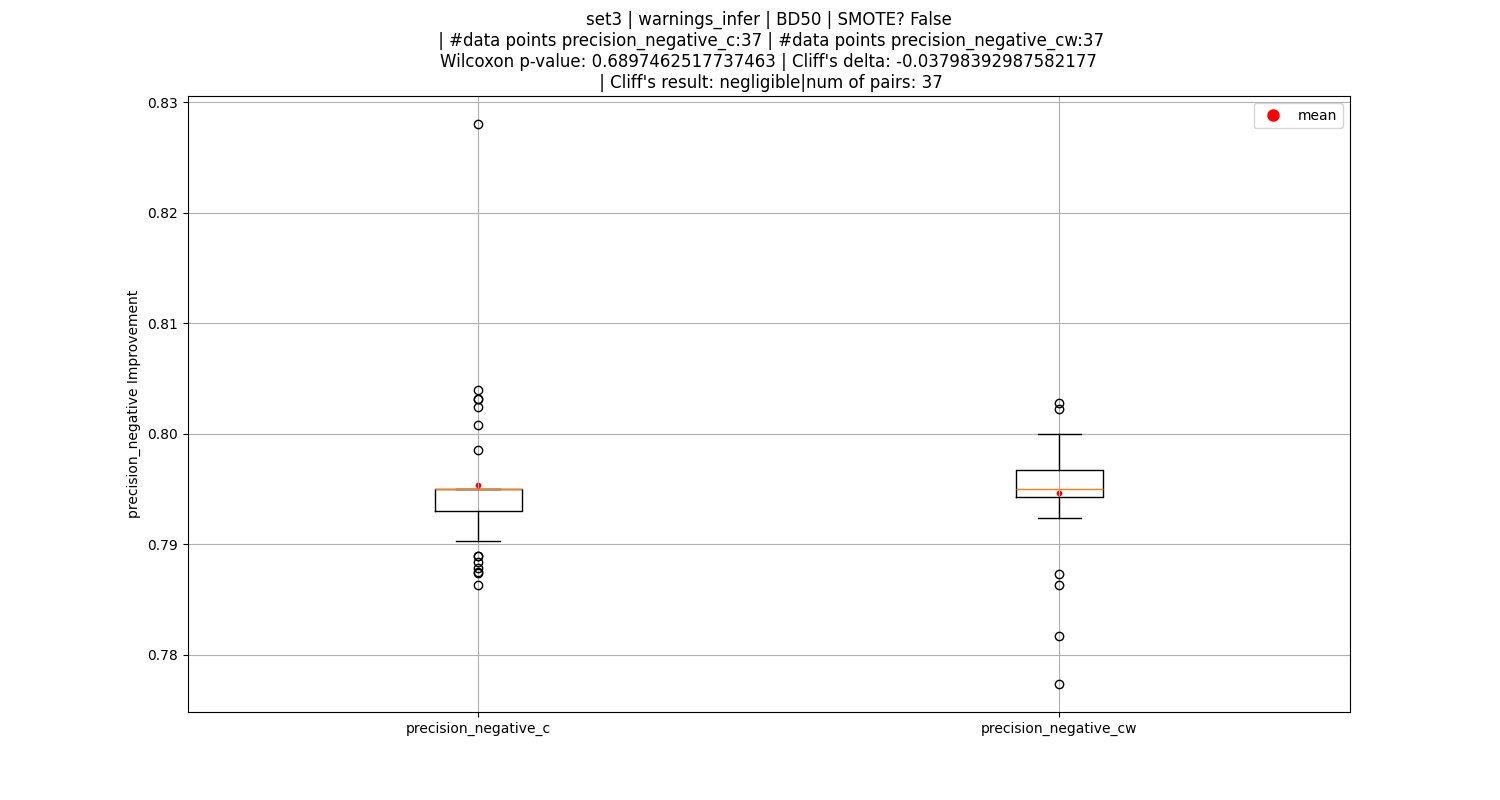 set3 | warnings_infer | BD50 | SMOTE? False
| #data points precision_negative_c:37 | #data points precision_negative_cw:37
Wilcoxon p-value: 0.6897462517737463 | Cliff's delta: -0.03798392987582177
| Cliff's result: negligible|num of pairs: 37
mean
precision_negative Improvement
0.83
0.82
0.81
0.80
0.79
0.78
precision_negative_c
precision_negative_cw